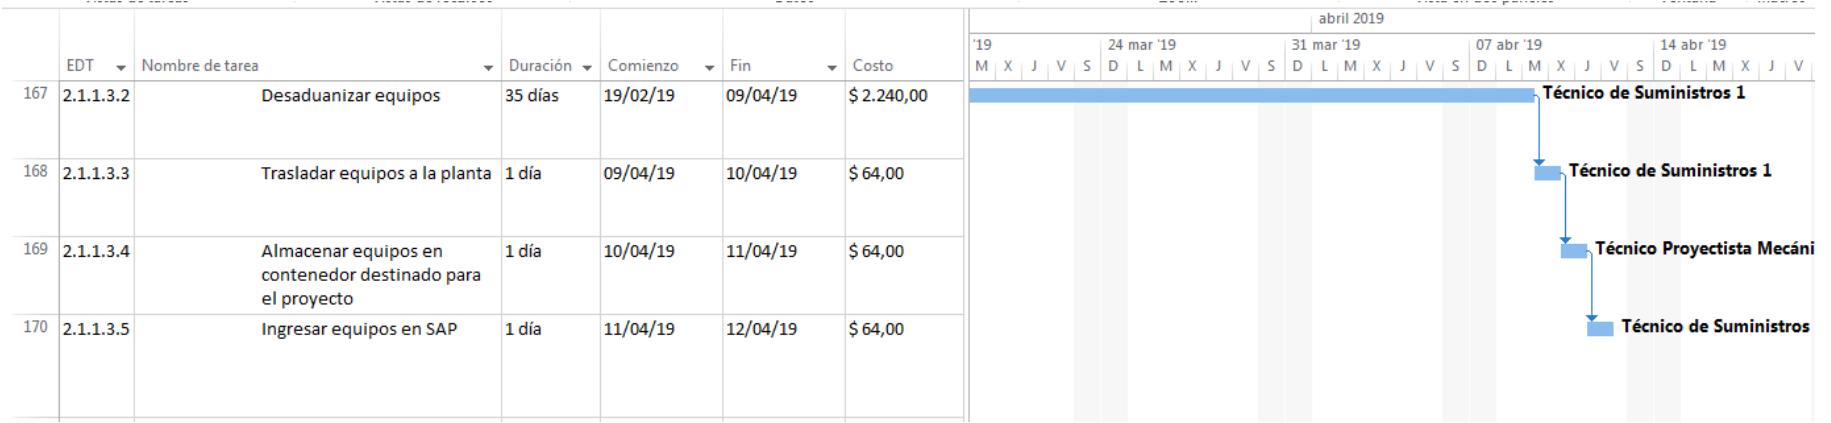 abril 2019
'19 24 mar '19 31 mar '19 07 abr '19 14 abr '19
EDT Nombre de tarea Duración Comienzo Fin Costo M X J V S D L M X J V S D L M X J V S D L M X J V S D L M X J V
167 2.1.1.3.2 Desaduanizar equipos 35 días 19/02/19 09/04/19 $ 2.240,00 Técnico de Suministros 1
168 2.1.1.3.3 Trasladar equipos a la planta 1 día 09/04/19 10/04/19 $ 64,00 Técnico de Suministros 1
169 2.1.1.3.4 Almacenar equipos en 1 día 10/04/19 11/04/19 $ 64,00 Técnico Proyectista Mecáni
contenedor destinado para
el proyecto
170 2.1.1.3.5 Ingresar equipos en SAP 1 día 11/04/19 12/04/19 $ 64,00 Técnico de Suministros